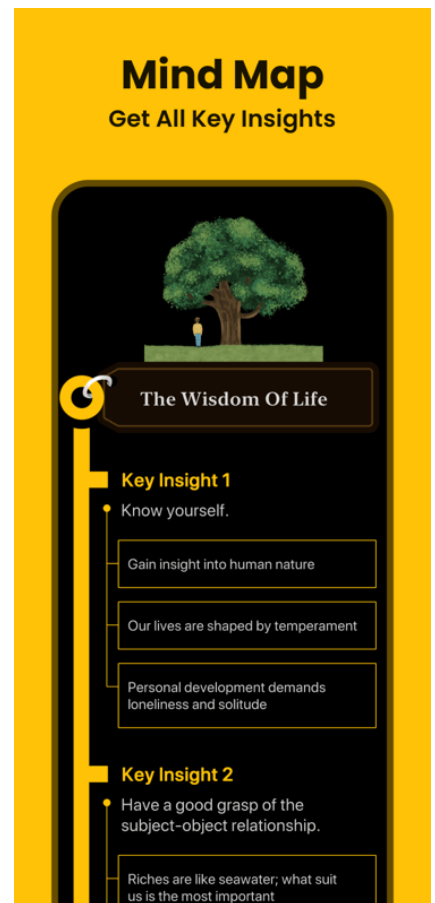 Mind Map
Get All Key Insights
The Wisdom Of Life
Key Insight 1
Know yourself.
Gain insight into human nature
Our lives are shaped by temperament
Personal development demands
loneliness and solitude
Key Insight 2
Have a good grasp of the
subject-object relationship.
Riches are like seawater; what suit
us is the most important